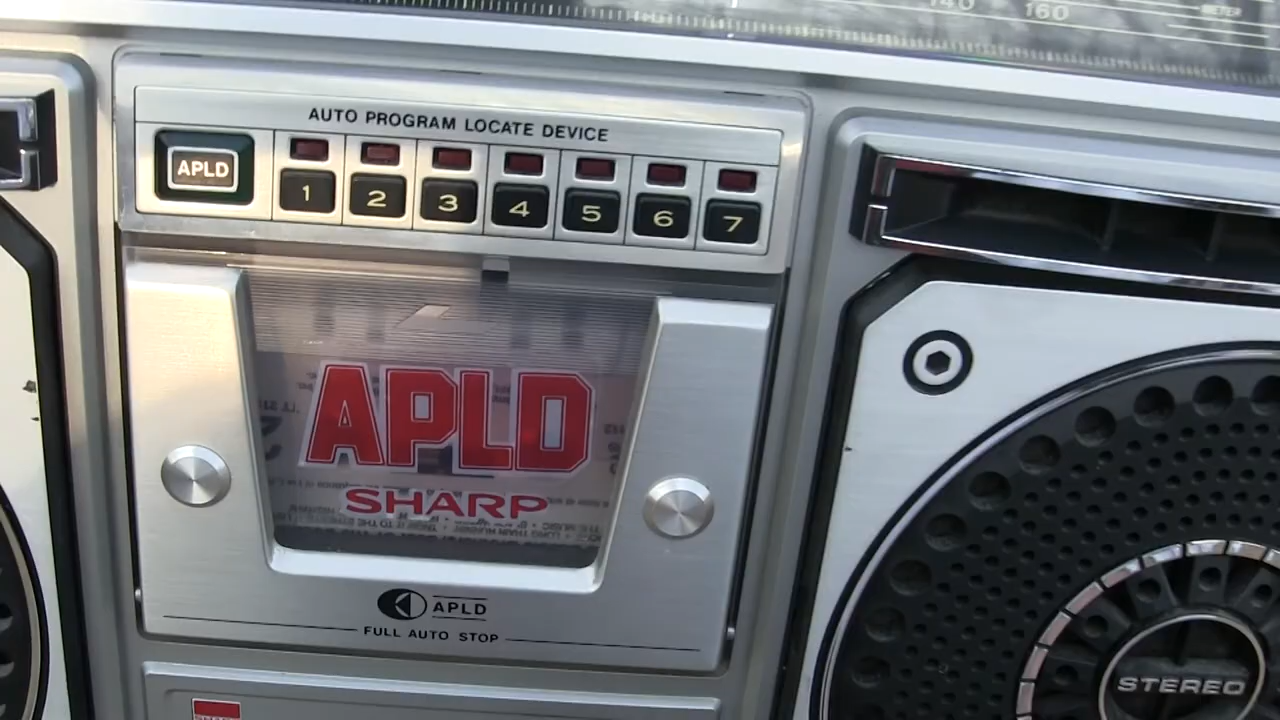 140 160
METER
AUTO PROGRAM LOCATE DEVICE
APLD
1 2 3 4 5 6 7
APLD
SHARP
APLD
FULL AUTO STOP
STEREO